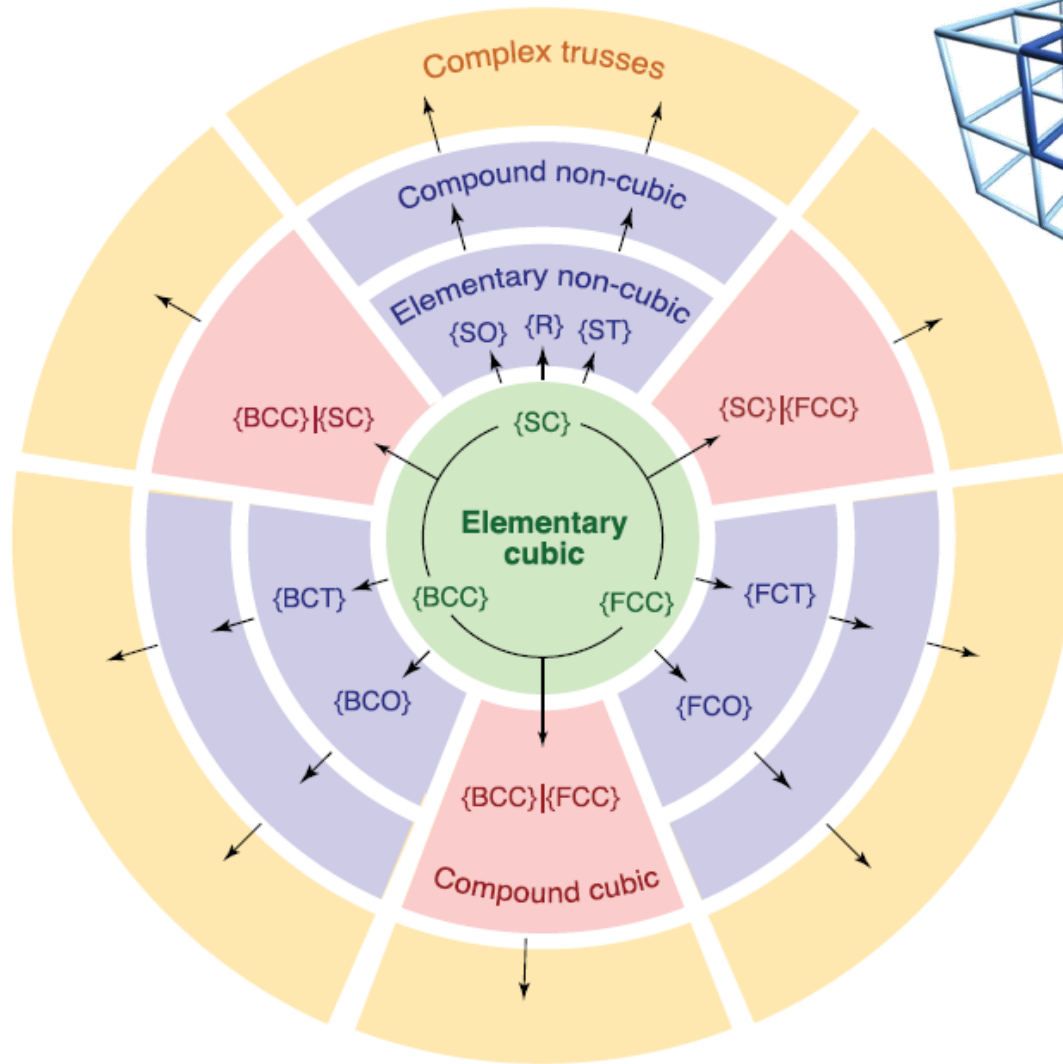 Complex trusses
Compound non-cubic
Elementary non-cubic
{SO} {R} {ST}
{BCC}|{SC}
{SC}
{SC}|{FCC}
Elementary
cubic
{BCT}
{BCC}
{FCC}
{FCT}
{BCO}
{FCO}
{BCC}|{FCC}
Compound cubic